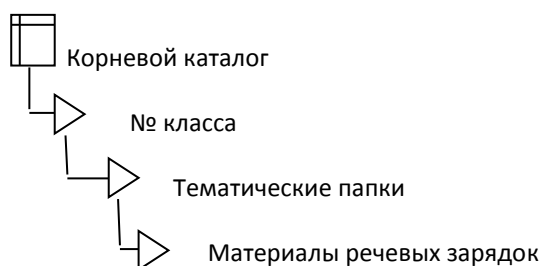 Корневой каталог
№ класса
Тематические папки
Материалы речевых зарядок